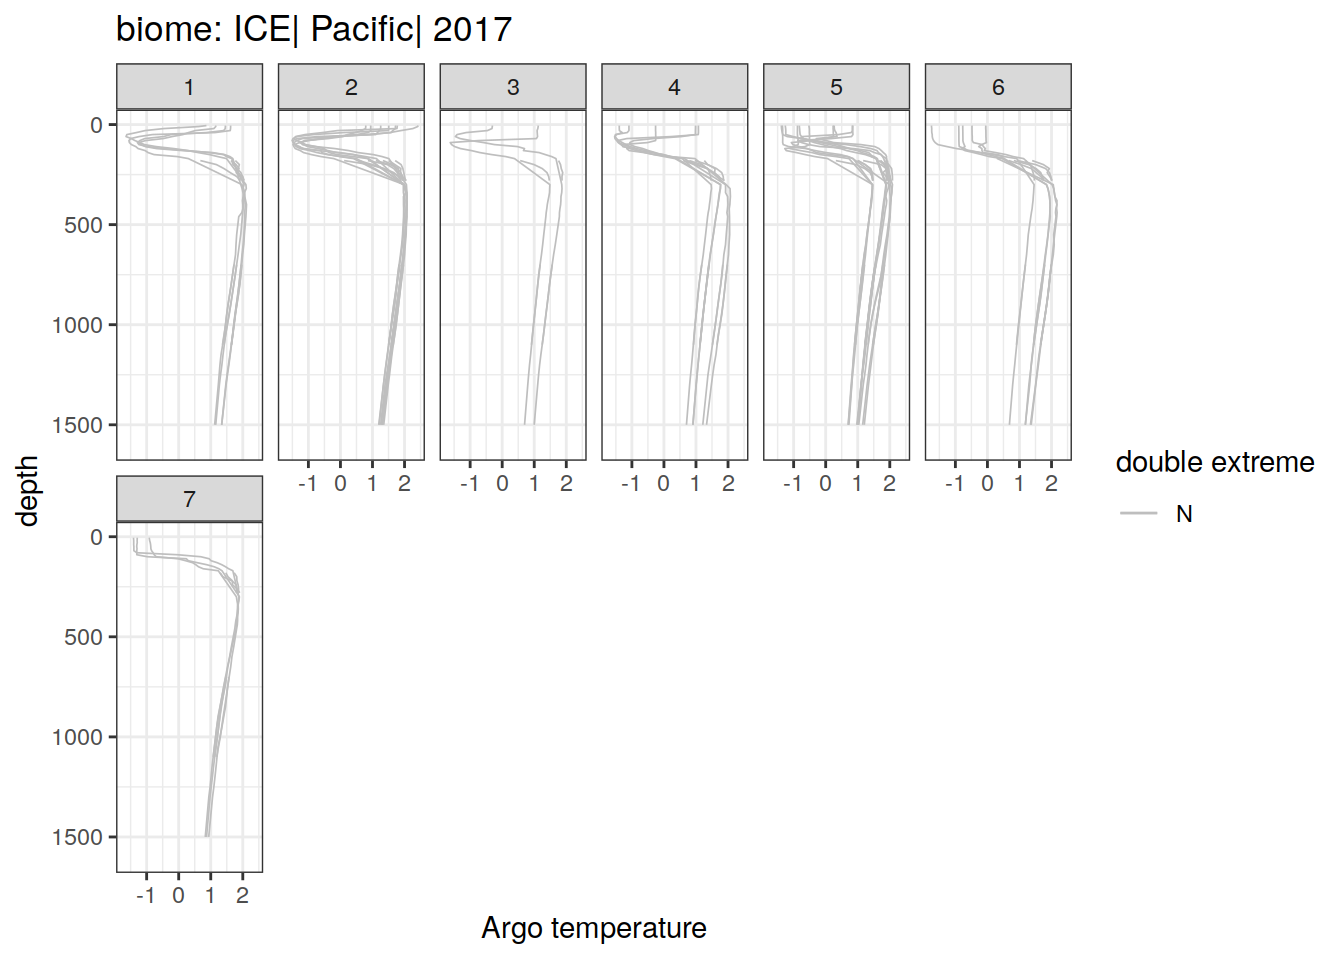 biome: ICE| Pacific| 2017
1 2 3 4 5 6
0
500
1000
1500
-1 0 1 2 -1 0 1 2 -1 0 1 2 -1 0 1 2 -1 0 1 2
7
0
500
1000
1500
-1 0 1 2
depth
Argo temperature
double extreme
N